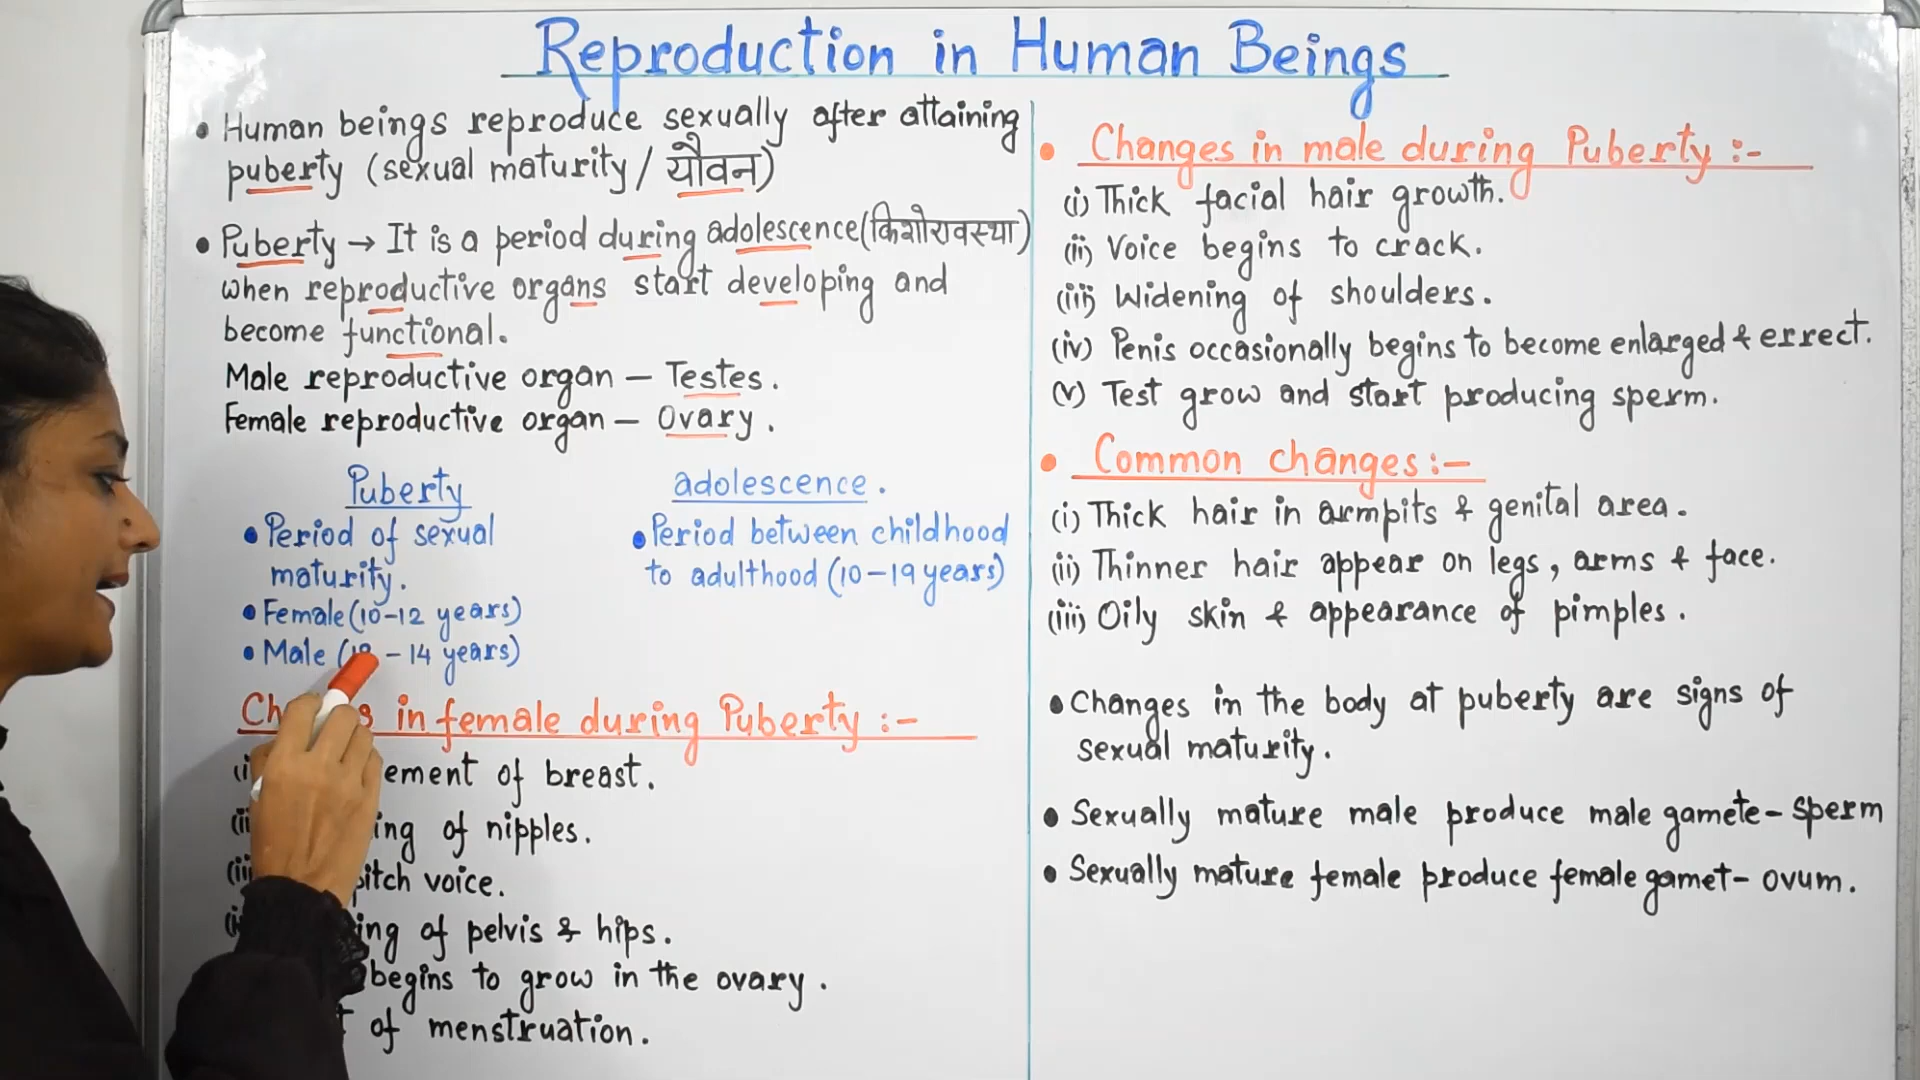 Reproduction in Human Beings
• Human beings reproduce sexually after attaining
puberty (sexual maturity/ यौवन)
• Puberty → It is a period during adolescence (किशोरावस्था)
when reproductive organs start developing and
become functional.
Male reproductive organ – Testes.
Female reproductive organ – Ovary.
Puberty
• Period of sexual
maturity.
• Female (10-12 years)
• Male ( – 14 years)
adolescence.
• Period between childhood
to adulthood (10-19 years)
in female during Puberty :-
of breast.
of nipples.
voice.
of pelvis & hips.
begins to grow in the ovary.
of menstruation.
• Changes in male during Puberty :-
(i) Thick facial hair growth.
(ii) Voice begins to crack.
(iii) Widening of shoulders.
(iv) Penis occasionally begins to become enlarged & errect.
(v) Test grow and start producing sperm.
• Common changes :-
(i) Thick hair in armpits & genital area.
(ii) Thinner hair appear on legs, arms & face.
(iii) Oily skin & appearance of pimples.
• Changes in the body at puberty are signs of
sexual maturity.
• Sexually mature male produce male gamete - sperm
• Sexually mature female produce female gamet - ovum.